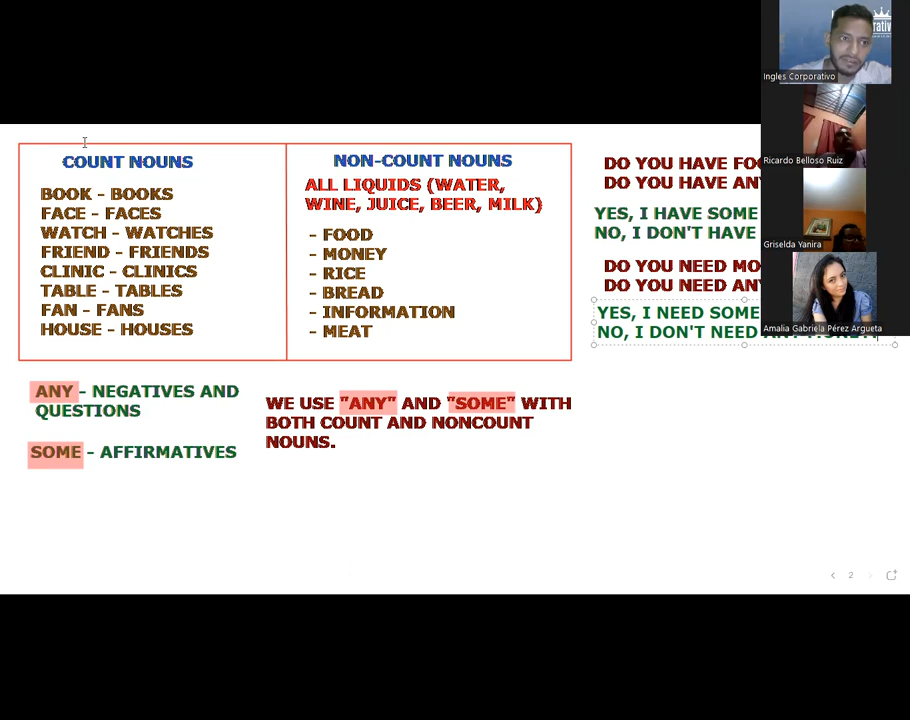 COUNT NOUNS
BOOK - BOOKS
FACE - FACES
WATCH - WATCHES
FRIEND - FRIENDS
CLINIC - CLINICS
TABLE - TABLES
FAN - FANS
HOUSE - HOUSES
NON-COUNT NOUNS
ALL LIQUIDS (WATER,
WINE, JUICE, BEER, MILK)
- FOOD
- MONEY
- RICE
- BREAD
- INFORMATION
- MEAT
DO YOU HAVE
DO YOU HAVE
YES, I HAVE SOME
NO, I DON'T HAVE
DO YOU NEED
DO YOU NEED
YES, I NEED SOME
NO, I DON'T NEED
ANY - NEGATIVES AND
QUESTIONS
SOME - AFFIRMATIVES
WE USE "ANY" AND "SOME" WITH
BOTH COUNT AND NONCOUNT
NOUNS.
2
Ingles Corporativo
Ricardo Belloso Ruiz
Griselda Yanira
Amalia Gabriela Pérez Argueta